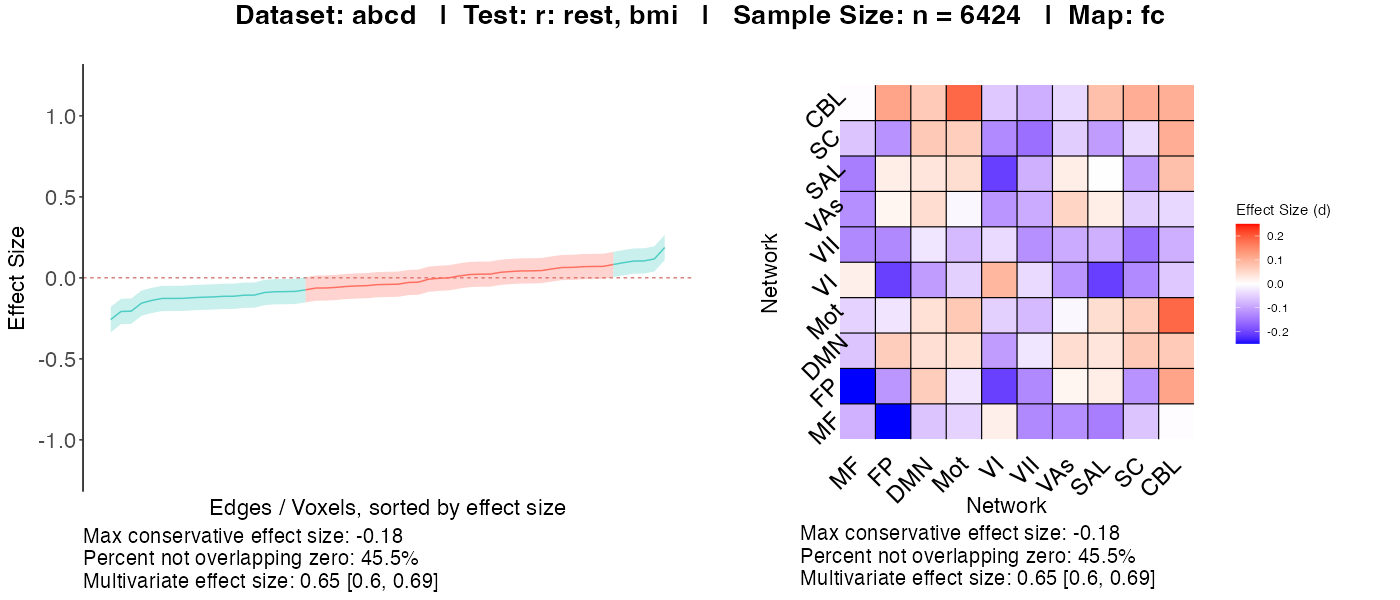 Dataset: abcd | Test: r: rest, bmi | Sample Size: n = 6424 | Map: fc
Effect Size
1.0
0.5
0.0
-0.5
-1.0
Edges / Voxels, sorted by effect size
Max conservative effect size: -0.18
Percent not overlapping zero: 45.5%
Multivariate effect size: 0.65 [0.6, 0.69]
Network
CBL
SC
SAL
VAs
VII
VI
Mot
DMN
FP
MF
MF
FP
DMN
Mot
VI
VII
VAs
SAL
SC
CBL
Network
Max conservative effect size: -0.18
Percent not overlapping zero: 45.5%
Multivariate effect size: 0.65 [0.6, 0.69]
Effect Size (d)
0.2
0.1
0.0
-0.1
-0.2